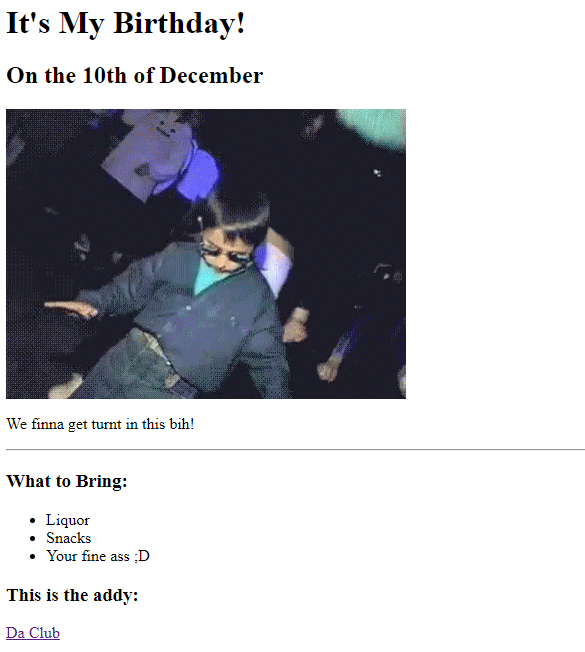 It's My Birthday!
On the 10th of December
We finna get turnt in this bih!
What to Bring:
Liquor
Snacks
Your fine ass ;D
This is the addy:
Da Club